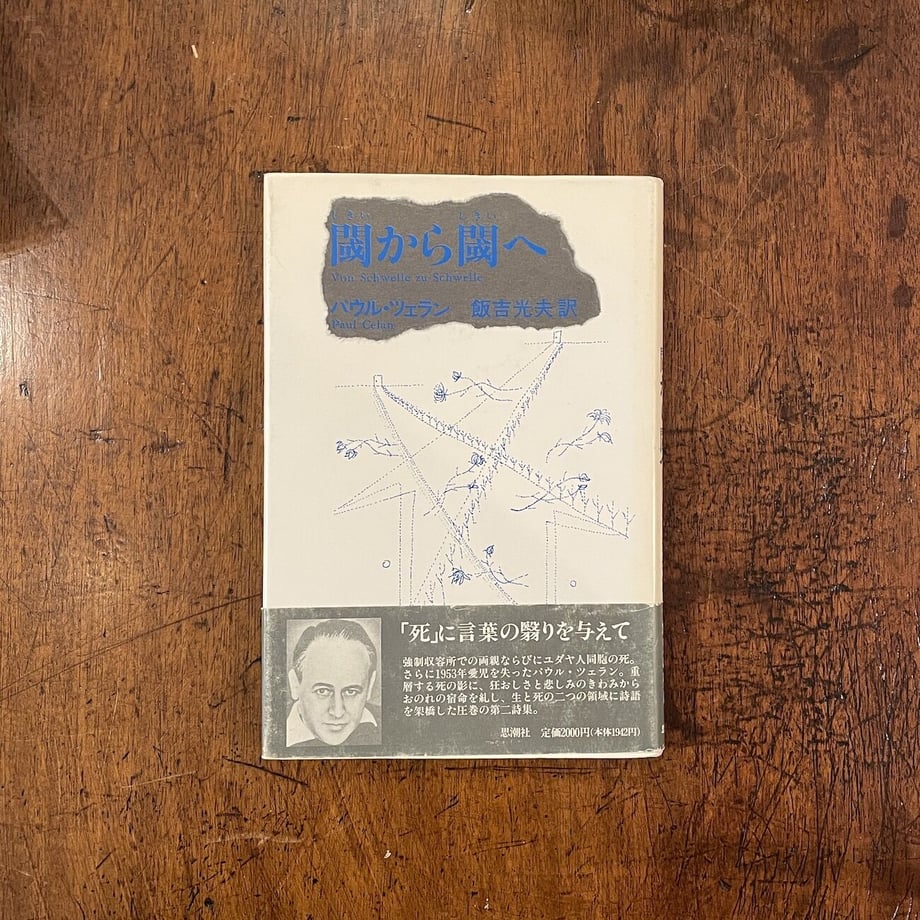 しきい しきい
閾から閾へ
Von Schwelle zu Schwelle
パウル・ツェラン 飯吉光夫訳
Paul Celan
「死」に言葉の翳りを与えて
強制収容所での両親ならびにユダヤ人同胞の死。
さらに1953年愛児を失ったパウル・ツェラン。重
層する死の影に、狂おしさと悲しみのきわみから
おのれの宿命を糺し、生と死の二つの領域に詩語
を架橋した圧巻の第二詩集。
思潮社 定価2000円(本体1942円)